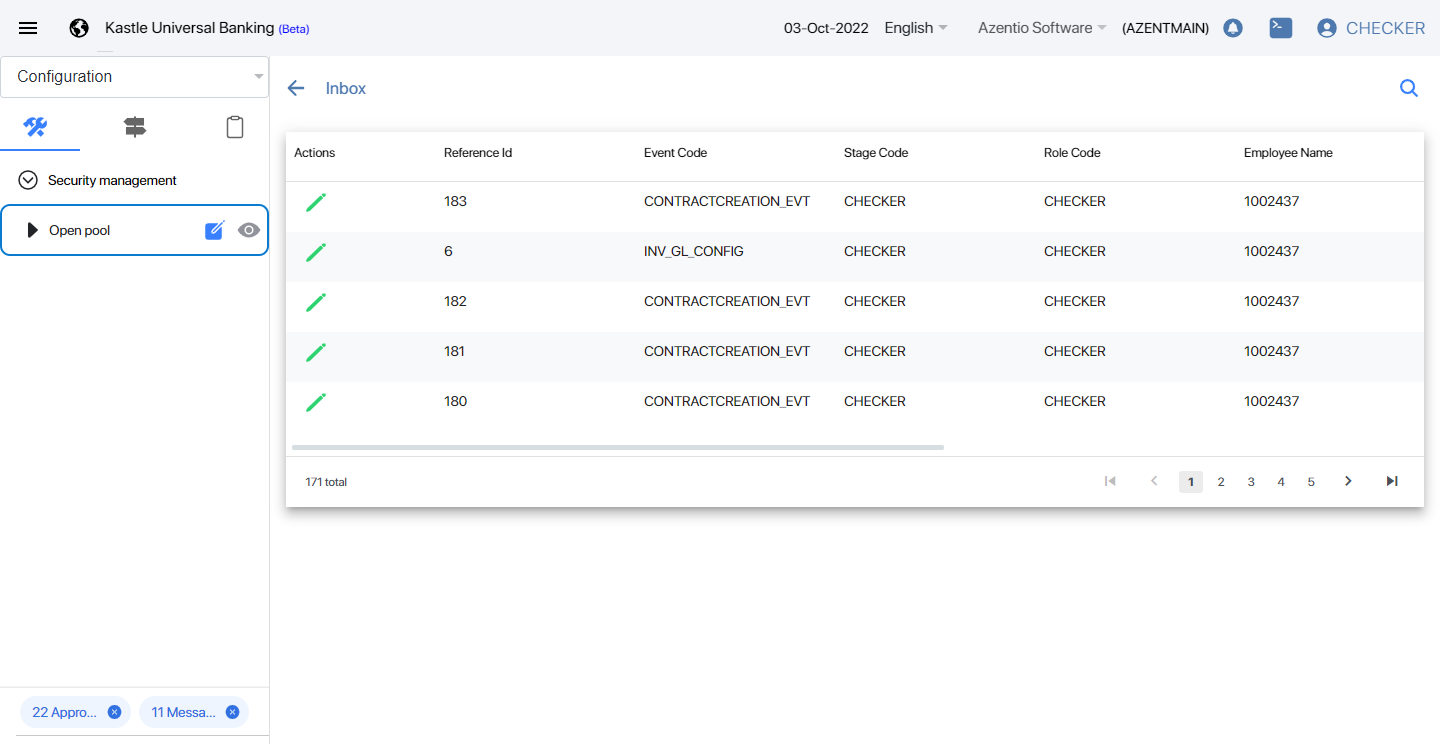 Kastle Universal Banking (Beta)
03-Oct-2022 English Azentio Software (AZENTMAIN) CHECKER
Configuration
Security management
Open pool
22 Appro...
11 Messa...
Inbox
Actions Reference Id Event Code Stage Code Role Code Employee Name
183 CONTRACTCREATION_EVT CHECKER CHECKER 1002437
6 INV_GL_CONFIG CHECKER CHECKER 1002437
182 CONTRACTCREATION_EVT CHECKER CHECKER 1002437
181 CONTRACTCREATION_EVT CHECKER CHECKER 1002437
180 CONTRACTCREATION_EVT CHECKER CHECKER 1002437
171 total 1 2 3 4 5